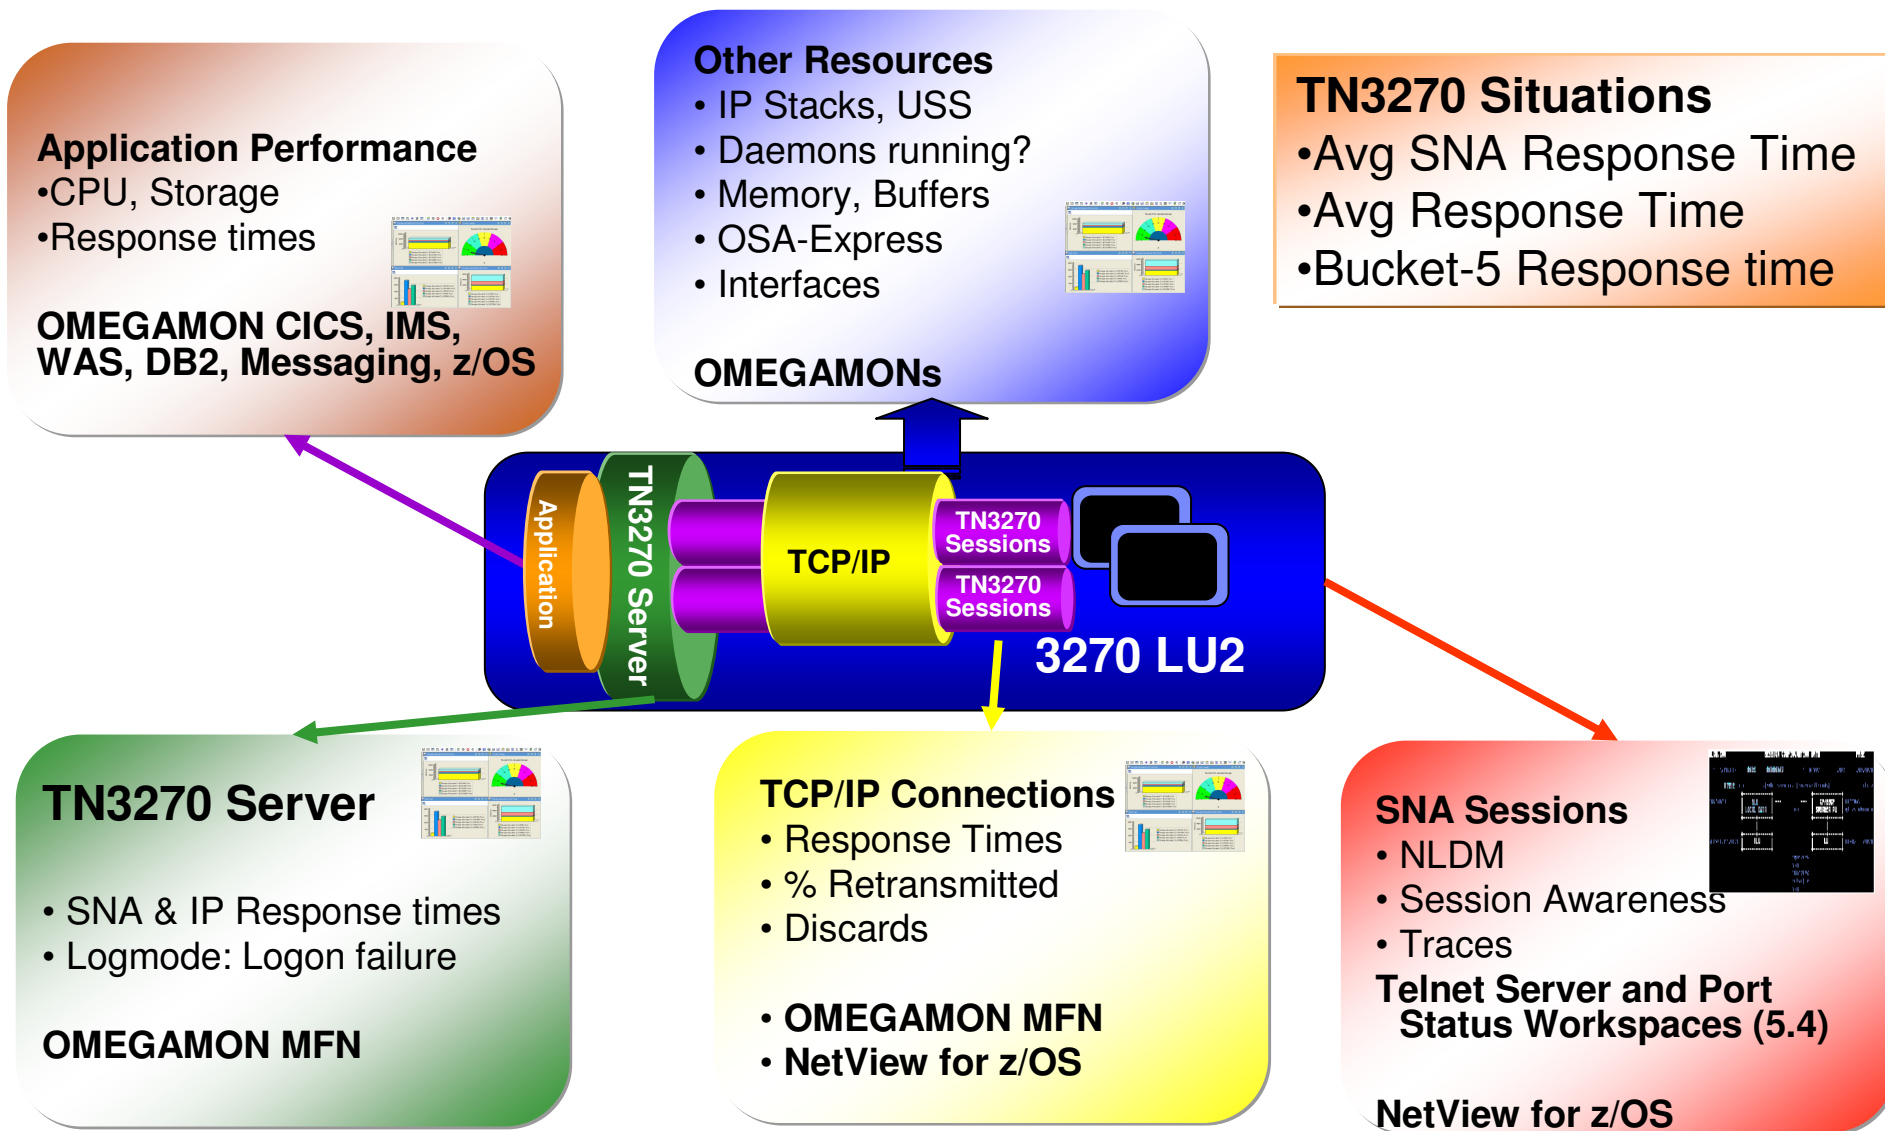 Application Performance
•CPU, Storage
•Response times
OMEGAMON CICS, IMS,
WAS, DB2, Messaging, z/OS
Other Resources
• IP Stacks, USS
• Daemons running?
• Memory, Buffers
• OSA-Express
• Interfaces
OMEGAMONs
TN3270 Situations
•Avg SNA Response Time
•Avg Response Time
•Bucket-5 Response time
Application
TN3270 Server
TCP/IP
TN3270
Sessions
TN3270
Sessions
3270 LU2
TN3270 Server
• SNA & IP Response times
• Logmode: Logon failure
OMEGAMON MFN
TCP/IP Connections
• Response Times
• % Retransmitted
• Discards
• OMEGAMON MFN
• NetView for z/OS
SNA Sessions
• NLDM
• Session Awareness
• Traces
Telnet Server and Port
Status Workspaces (5.4)
NetView for z/OS